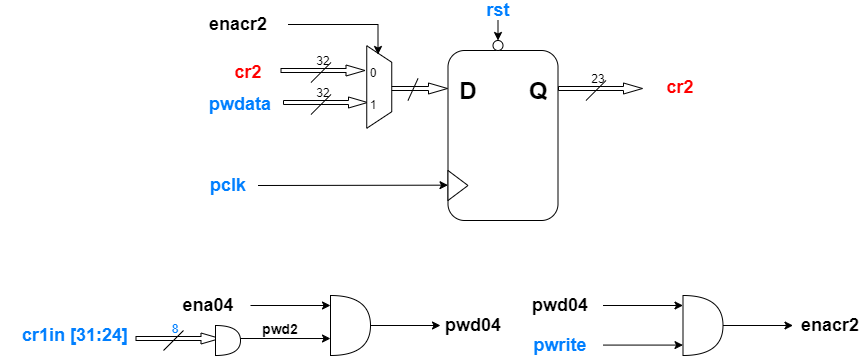 rst
enacr2
cr2
32
0
pwdata
32
1
D
Q
23
cr2
pclk
ena04
cr1in [31:24]
8
pwd2
pwd04
pwd04
pwrite
enacr2